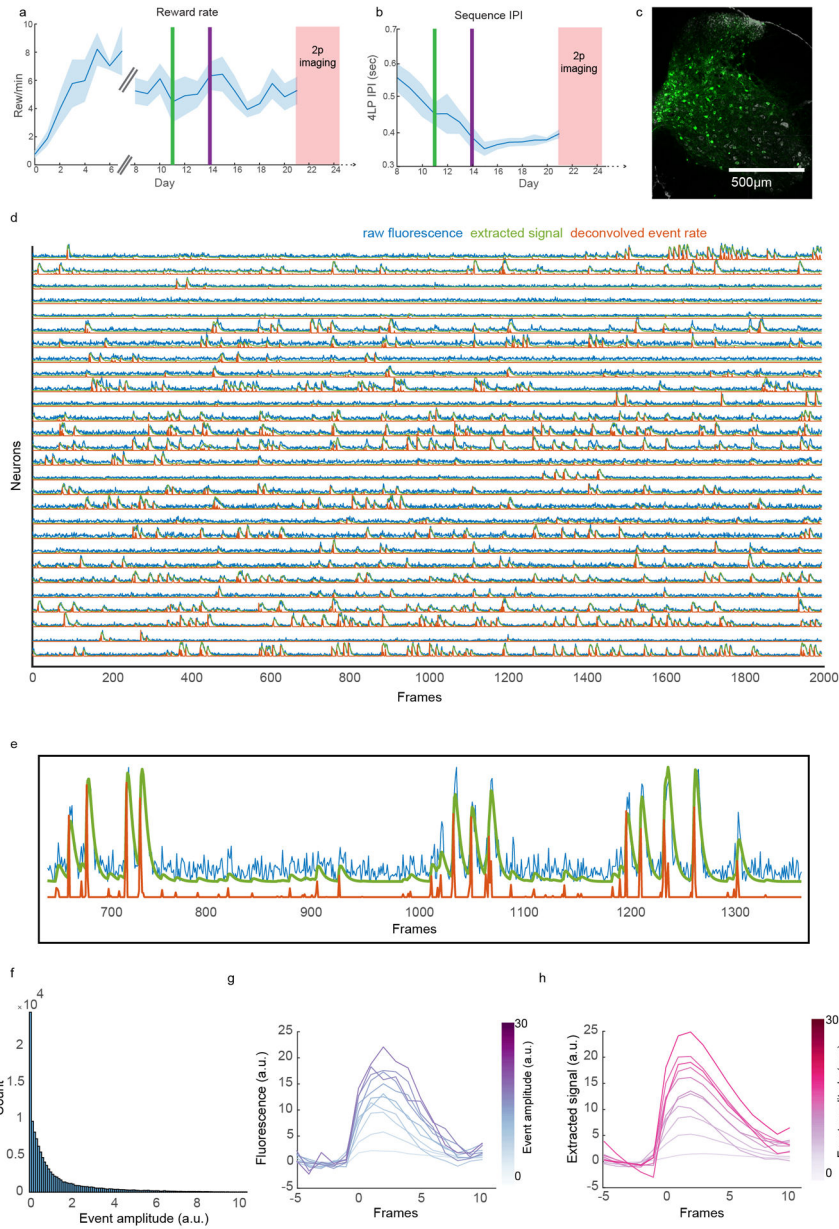 a
Reward rate
Rew/min
10
8
6
4
2
0
0 2 4 6 8 10 12 14 16 18 20 22 24
Day
2p
imaging
b
Sequence IPI
4LP IPI (sec)
0.7
0.6
0.5
0.4
0.3
8 10 12 14 16 18 20 22 24
Day
2p
imaging
c
500µm
d
raw fluorescence extracted signal deconvolved event rate
Neurons
0 200 400 600 800 1000 1200 1400 1600 1800 2000
Frames
e
700 800 900 1000 1100 1200 1300
Frames
f
× 10 4
2
2
1.5
1
0.5
0
Count
0 2 4 6 8 10
Event amplitude (a.u.)
g
Fluorescence (a.u.)
25
20
15
10
5
0
-5
-5 0 5 10
Frames
30
0
Event amplitude (a.u.)
h
Extracted signal (a.u.)
25
20
15
10
5
0
-5
-5 0 5 10
Frames
30
0